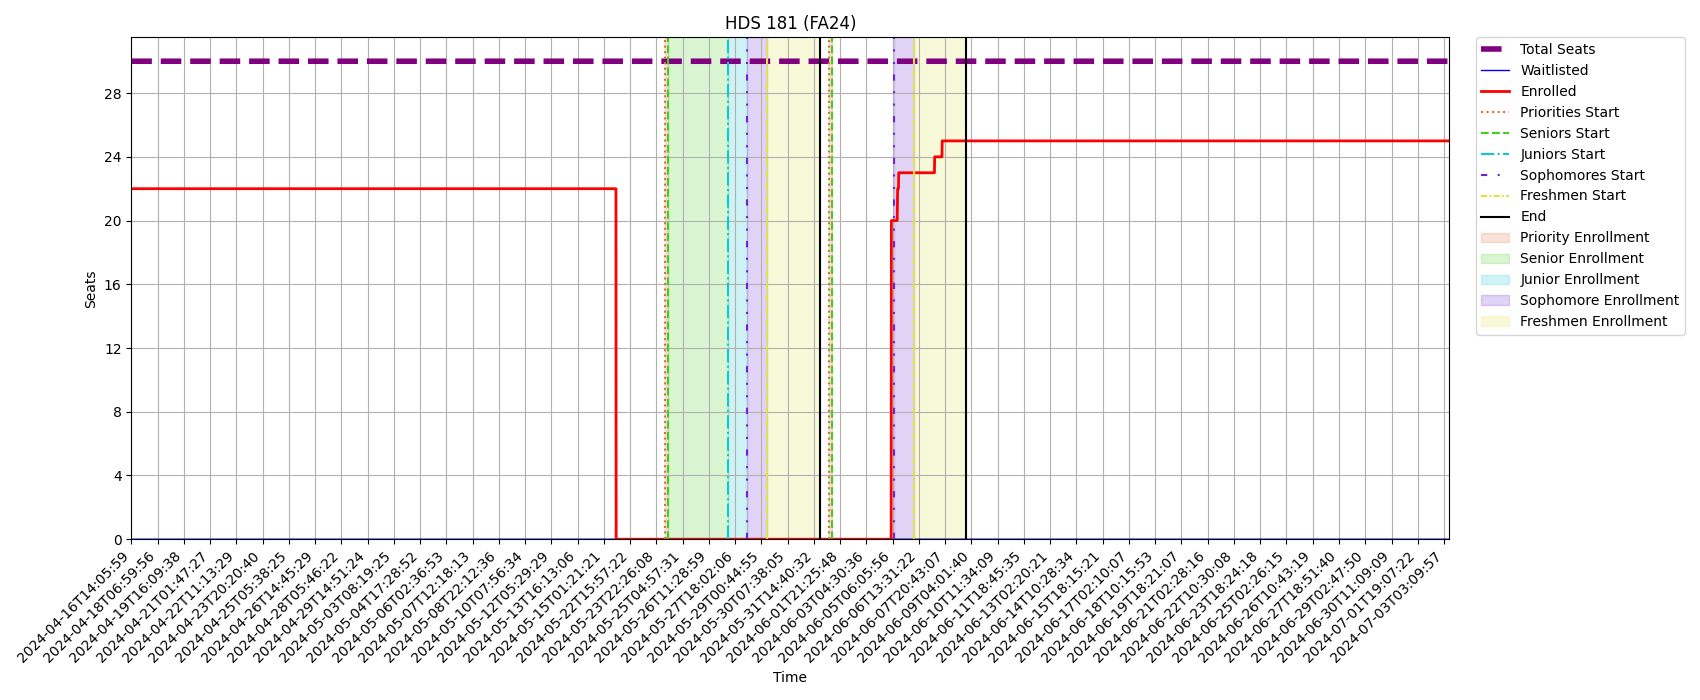 HDS 181 (FA24)
Total Seats
Waitlisted
Enrolled
Priorities Start
Seniors Start
Juniors Start
Sophomores Start
Freshmen Start
End
Priority Enrollment
Senior Enrollment
Junior Enrollment
Sophomore Enrollment
Freshmen Enrollment
Seats
28
24
20
16
12
8
4
0
2024-04-16T14:05:59
2024-04-18T06:59:56
2024-04-19T16:09:38
2024-04-21T01:47:27
2024-04-22T11:13:29
2024-04-23T20:20:40
2024-04-25T05:38:25
2024-04-26T14:45:29
2024-04-28T05:46:22
2024-04-29T14:51:24
2024-05-03T08:19:25
2024-05-04T17:28:52
2024-05-06T02:36:53
2024-05-07T12:18:13
2024-05-08T22:12:36
2024-05-10T07:56:34
2024-05-12T05:29:29
2024-05-13T16:13:06
2024-05-15T01:21:21
2024-05-22T15:57:22
2024-05-23T22:26:08
2024-05-25T04:57:31
2024-05-26T11:28:59
2024-05-27T18:02:06
2024-05-29T00:44:55
2024-05-30T07:38:05
2024-05-31T14:40:32
2024-06-01T21:25:48
2024-06-03T04:30:36
2024-06-05T06:05:56
2024-06-06T13:31:22
2024-06-07T20:43:07
2024-06-09T04:01:40
2024-06-10T11:34:09
2024-06-11T18:45:35
2024-06-13T02:20:21
2024-06-14T10:28:34
2024-06-15T18:15:21
2024-06-17T02:10:07
2024-06-18T10:15:53
2024-06-19T18:21:07
2024-06-21T02:28:16
2024-06-22T10:30:08
2024-06-23T18:24:18
2024-06-25T02:26:15
2024-06-26T10:43:19
2024-06-27T18:51:40
2024-06-29T02:47:50
2024-06-30T11:09:09
2024-07-01T19:07:22
2024-07-03T03:09:57
Time